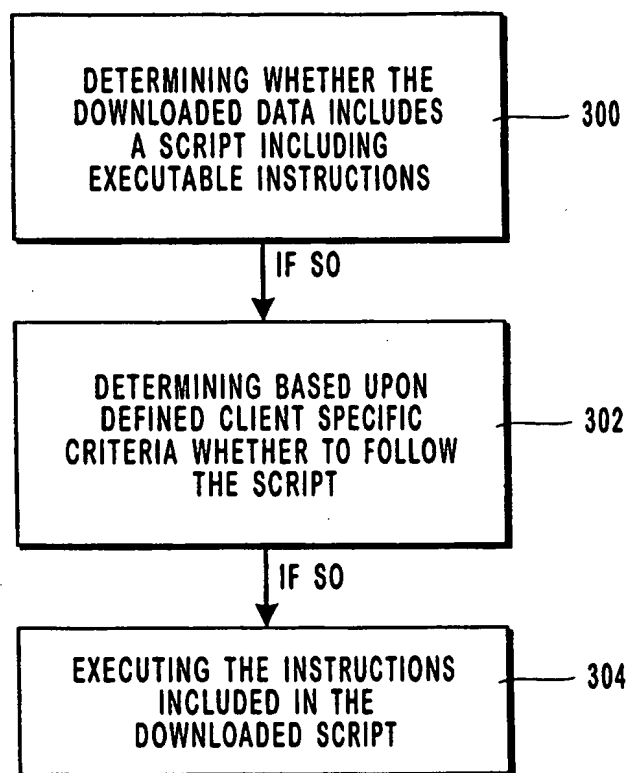 DETERMINING WHETHER THE
DOWNLOADED DATA INCLUDES
A SCRIPT INCLUDING
EXECUTABLE INSTRUCTIONS
300
IF SO
DETERMINING BASED UPON
DEFINED CLIENT SPECIFIC
CRITERIA WHETHER TO FOLLOW
THE SCRIPT
302
IF SO
EXECUTING THE INSTRUCTIONS
INCLUDED IN THE
DOWNLOADED SCRIPT
304